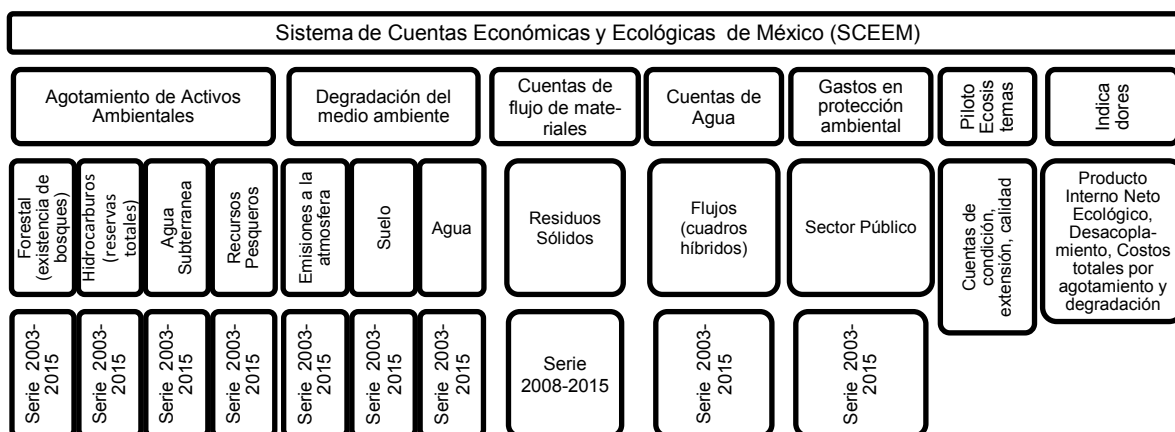 Sistema de Cuentas Económicas y Ecológicas de México (SCEEM)
Agotamiento de Activos
Ambientales
Degradación del
medio ambiente
Cuentas de
flujo de mate-
riales
Cuentas de
Agua
Gastos en
protección
ambiental
Piloto
Ecosis
temas
Indica
dores
Forestal
(existencia de
bosques)
Hidrocarburos
(reservas
totales)
Agua
Subterranea
Recursos
Pesqueros
Emisiones a la
atmosfera
Suelo
Agua
Residuos
Sólidos
Flujos
(cuadros
híbridos)
Sector Público
Cuentas de
condición,
extensión, calidad
Producto
Interno Neto
Ecológico,
Desacopla-
miento, Costos
totales por
agotamiento y
degradación
Serie 2003-
2015
Serie 2003-
2015
Serie 2003-
2015
Serie 2003-
2015
Serie 2003-
2015
Serie 2003-
2015
Serie 2003-
2015
Serie
2008-2015
Serie 2003-
2015
Serie 2003-
2015